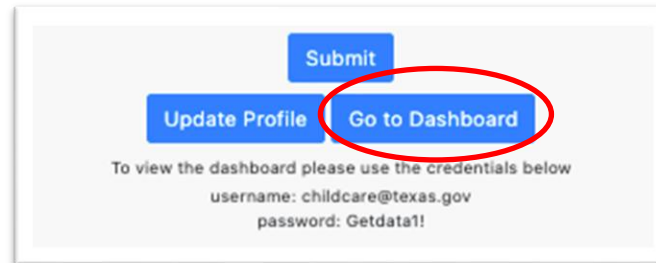 Submit
Update Profile Go to Dashboard
To view the dashboard please use the credentials below
username: childcare@texas.gov
password: Getdata1!